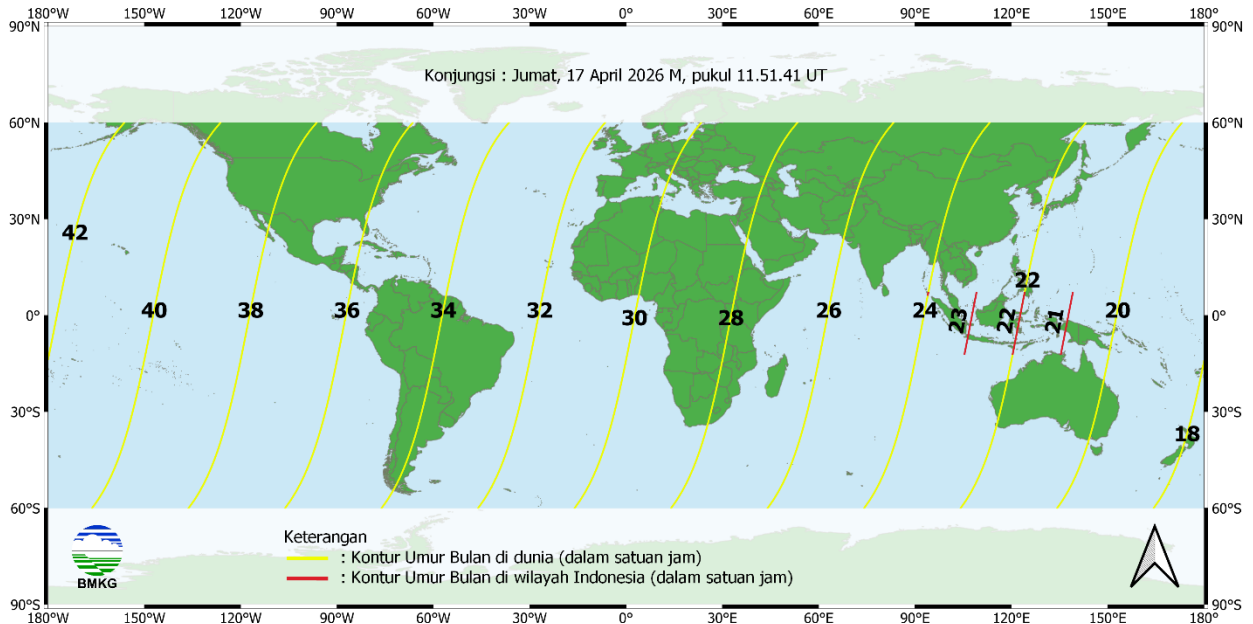 180°W 150°W 120°W 90°W 60°W 30°W 0° 30°E 60°E 90°E 120°E 150°E 180°
90°N 90°N
Konjungsi : Jumat, 17 April 2026 M, pukul 11.51.41 UT
60°N 60°N
30°N 30°N
42
22
0° 0°
40 38 36 34 32 30 28 26 24 23 22 21 20
30°S 30°S
18
60°S 60°S
Keterangan
: Kontur Umur Bulan di dunia (dalam satuan jam)
: Kontur Umur Bulan di wilayah Indonesia (dalam satuan jam)
BMKG
90°S 90°S
180°W 150°W 120°W 90°W 60°W 30°W 0° 30°E 60°E 90°E 120°E 150°E 180°